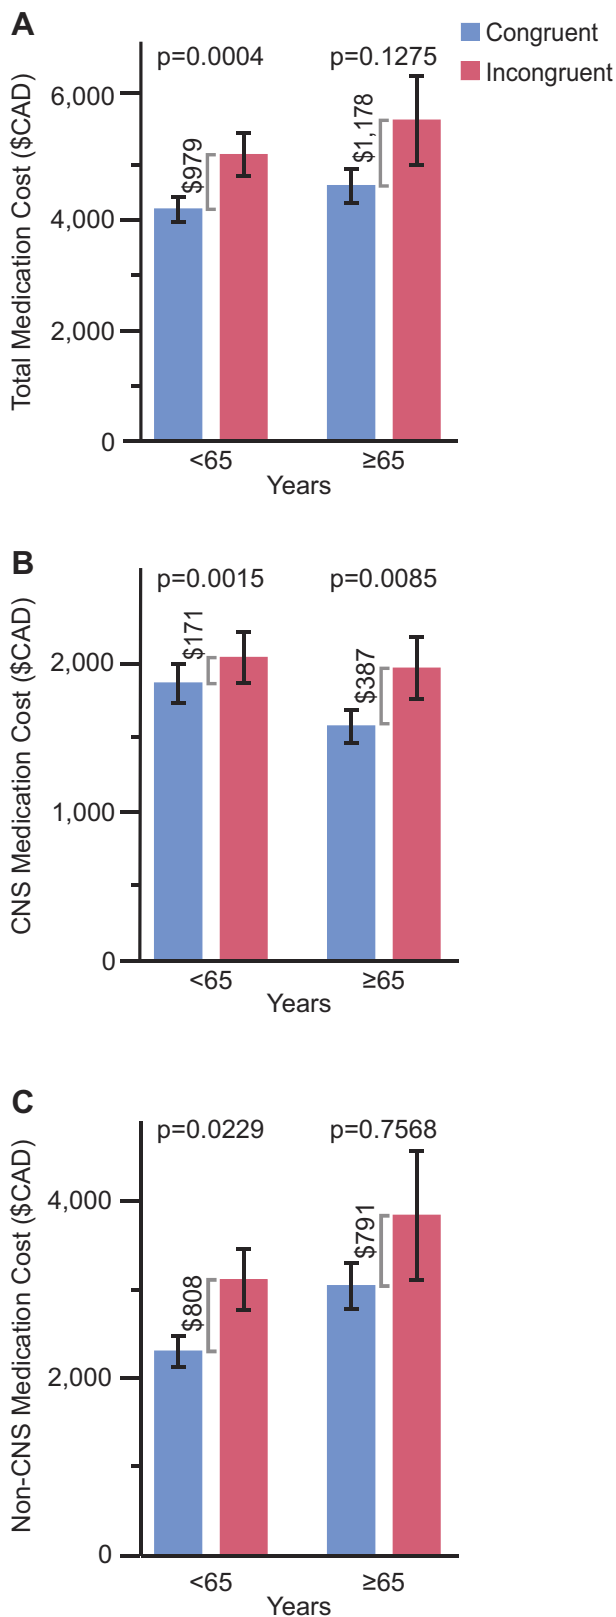 A
Congruent
Incongruent
p=0.0004
p=0.1275
Total Medication Cost ($CAD)
6,000
4,000
2,000
0
$979
$1,178
<65
≥65
Years
B
p=0.0015
p=0.0085
CNS Medication Cost ($CAD)
2,000
1,000
0
$171
$387
<65
≥65
Years
C
p=0.0229
p=0.7568
Non-CNS Medication Cost ($CAD)
4,000
2,000
0
$808
$791
<65
≥65
Years